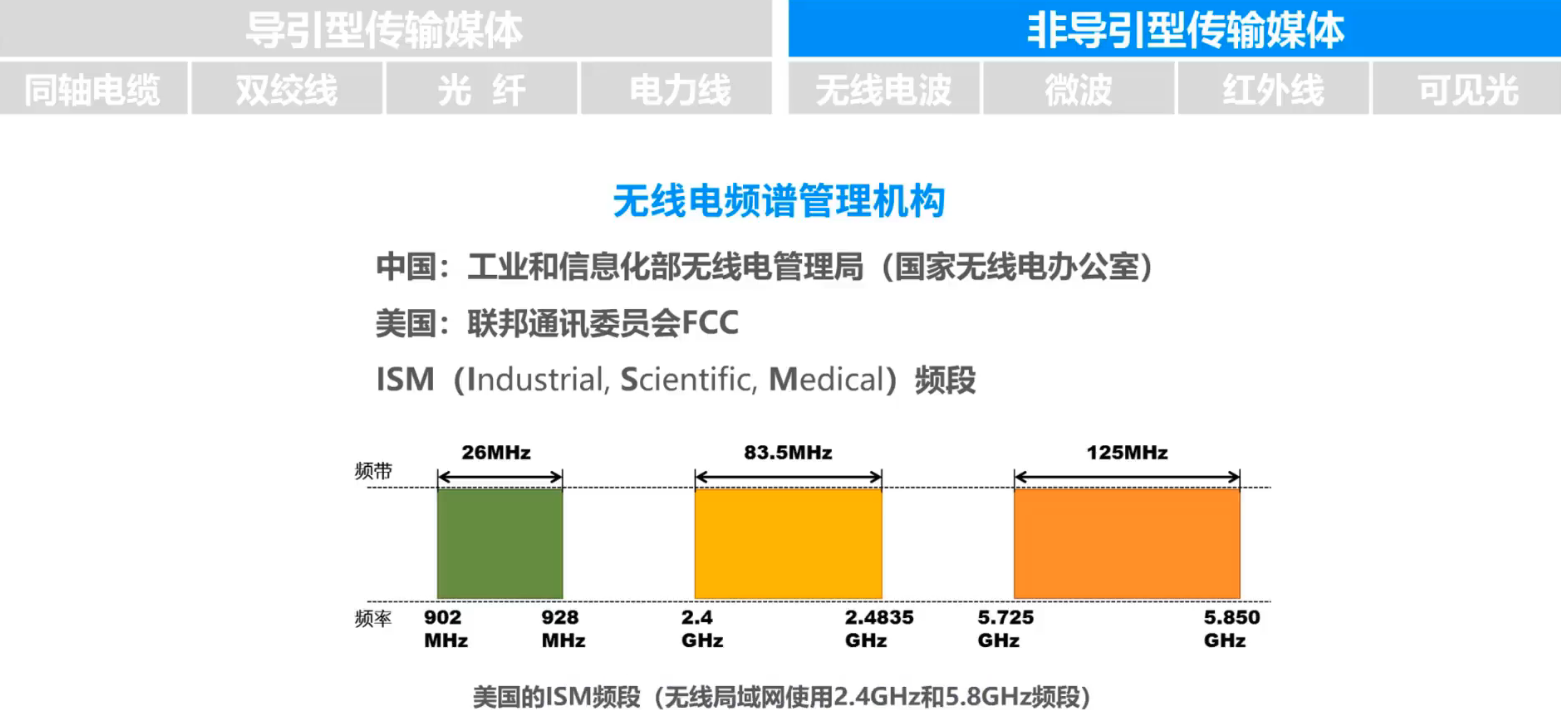 导引型传输媒体 非导引型传输媒体
同轴电缆 双绞线 光 纤 电力线 无线电波 微波 红外线 可见光
无线电频谱管理机构
中国：工业和信息化部无线电管理局（国家无线电办公室）
美国：联邦通讯委员会FCC
ISM（Industrial, Scientific, Medical）频段
26MHz 83.5MHz 125MHz
频带
频率 902 928 2.4 2.4835 5.725 5.850
MHz MHz GHz GHz GHz GHz
美国的ISM频段（无线局域网使用2.4GHz和5.8GHz频段）